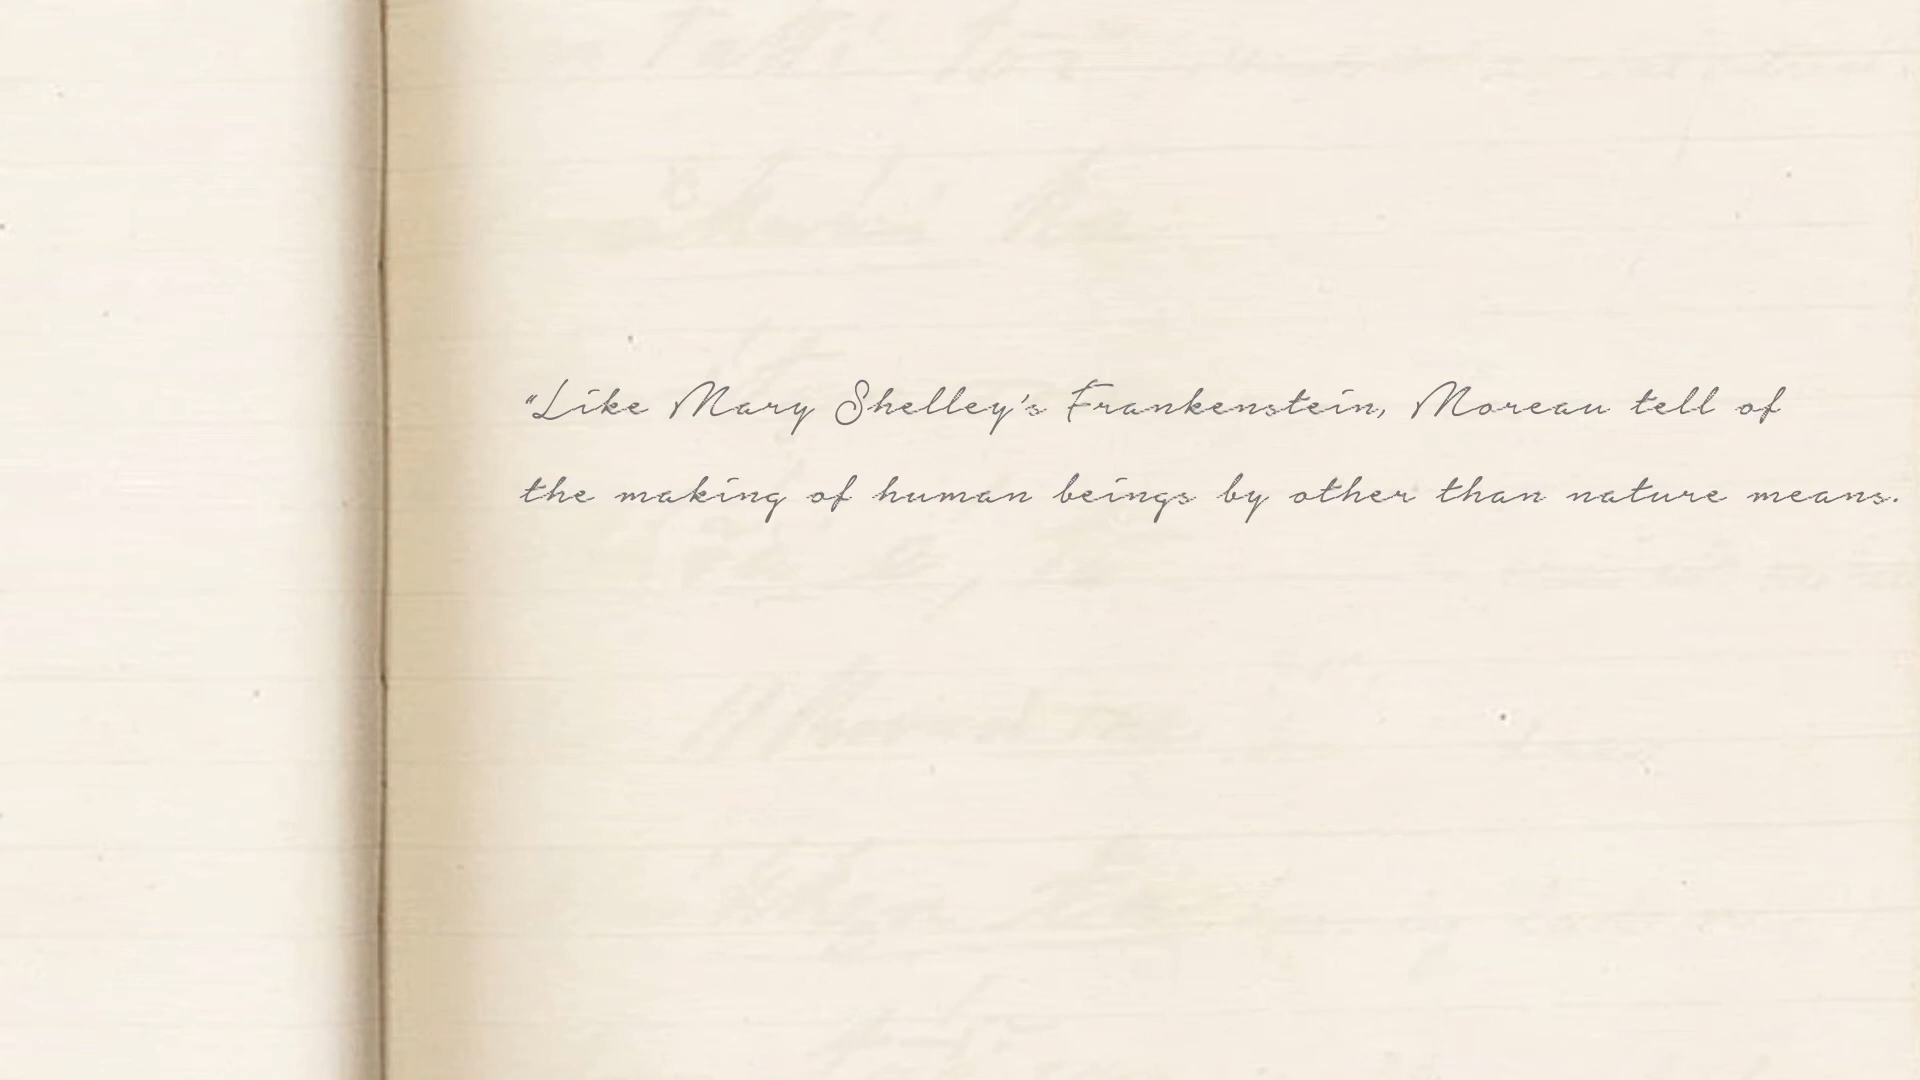 “Like Mary Shelley’s Frankenstein, Moreau tell of
the making of human beings by other than nature means.